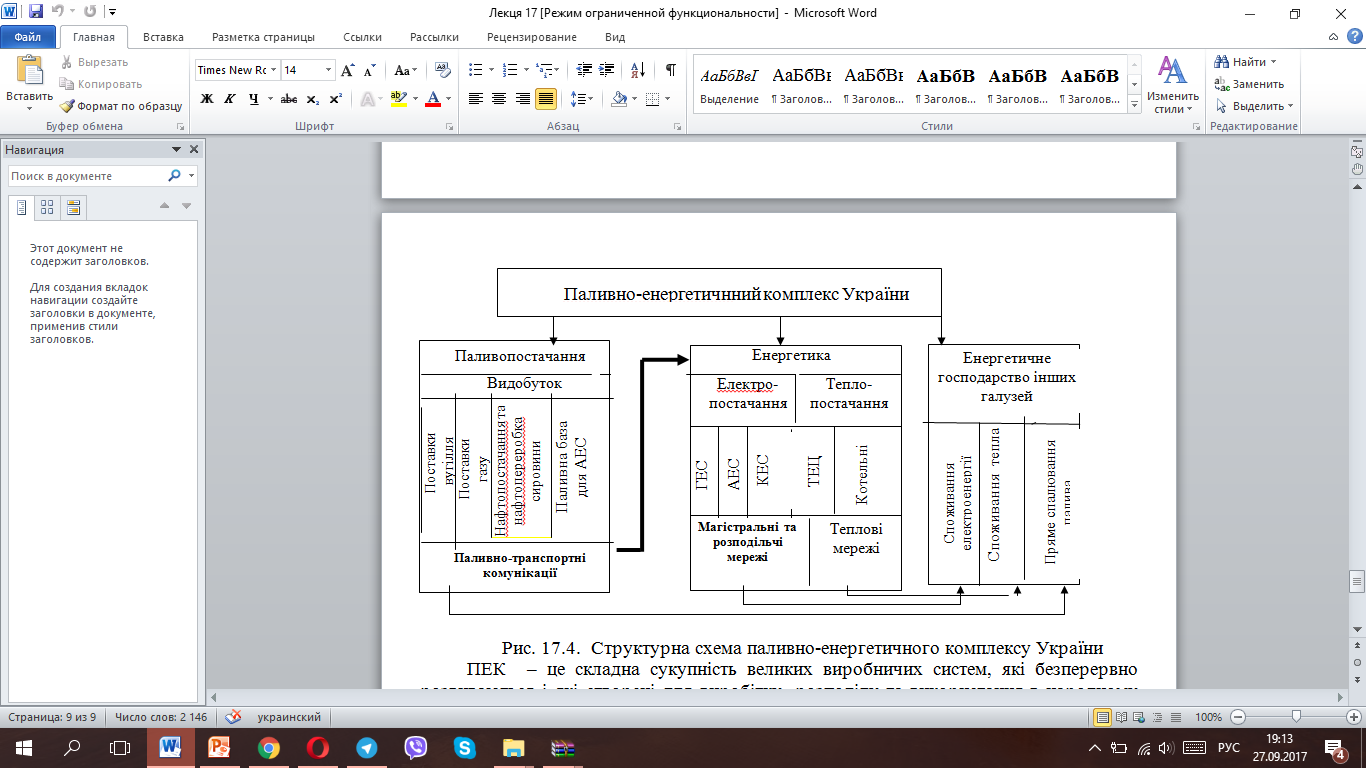 Лекця 17 [Режим ограниченной функциональности] - Microsoft Word
Файл Главная Вставка Разметка страницы Ссылки Рассылки Рецензирование Вид
Вставить
Вырезать
Копировать
Формат по образцу
Буфер обмена
Times New Ro 14
Ж К Ч abc x₂ x²
Шрифт
Абзац
АаБбВвГ АаБбВв АаБбВв АаБбВ АаБбВ АаБбВ
Выделение ¶ Заголов... ¶ Заголов... ¶ Заголов... ¶ Заголов... ¶ Заголов...
Стили
Изменить
стили
Найти
Заменить
Выделить
Редактирование
Навигация
Поиск в документе
Этот документ не
содержит заголовков.
Для создания вкладок
навигации создайте
заголовки в документе,
применив стили
заголовков.
Паливно-енергетичнний комплекс України
Паливопостачання
Видобуток
Поставки
вугілля
Поставки
газу
Нафтопостачання та
нафтопереробка
сировини
Паливна база
для АЕС
Паливно-транспортні
комунікації
Енергетика
Електро-
постачання
Тепло-
постачання
ГЕС
АЕС
КЕС
ТЕЦ
Котельні
Магістральні та
розподільчі
мережі
Теплові
мережі
Енергетичне
господарство інших
галузей
Споживання
електроенергії
Споживання тепла
Пряме спалювання
палива
Рис. 17.4. Структурна схема паливно-енергетичного комплексу України
ПЕК – це складна сукупність великих виробничих систем, які безперервно
Страница: 9 из 9 Число слов: 2 146 украинский 100%
РУС
19:13
27.09.2017
4